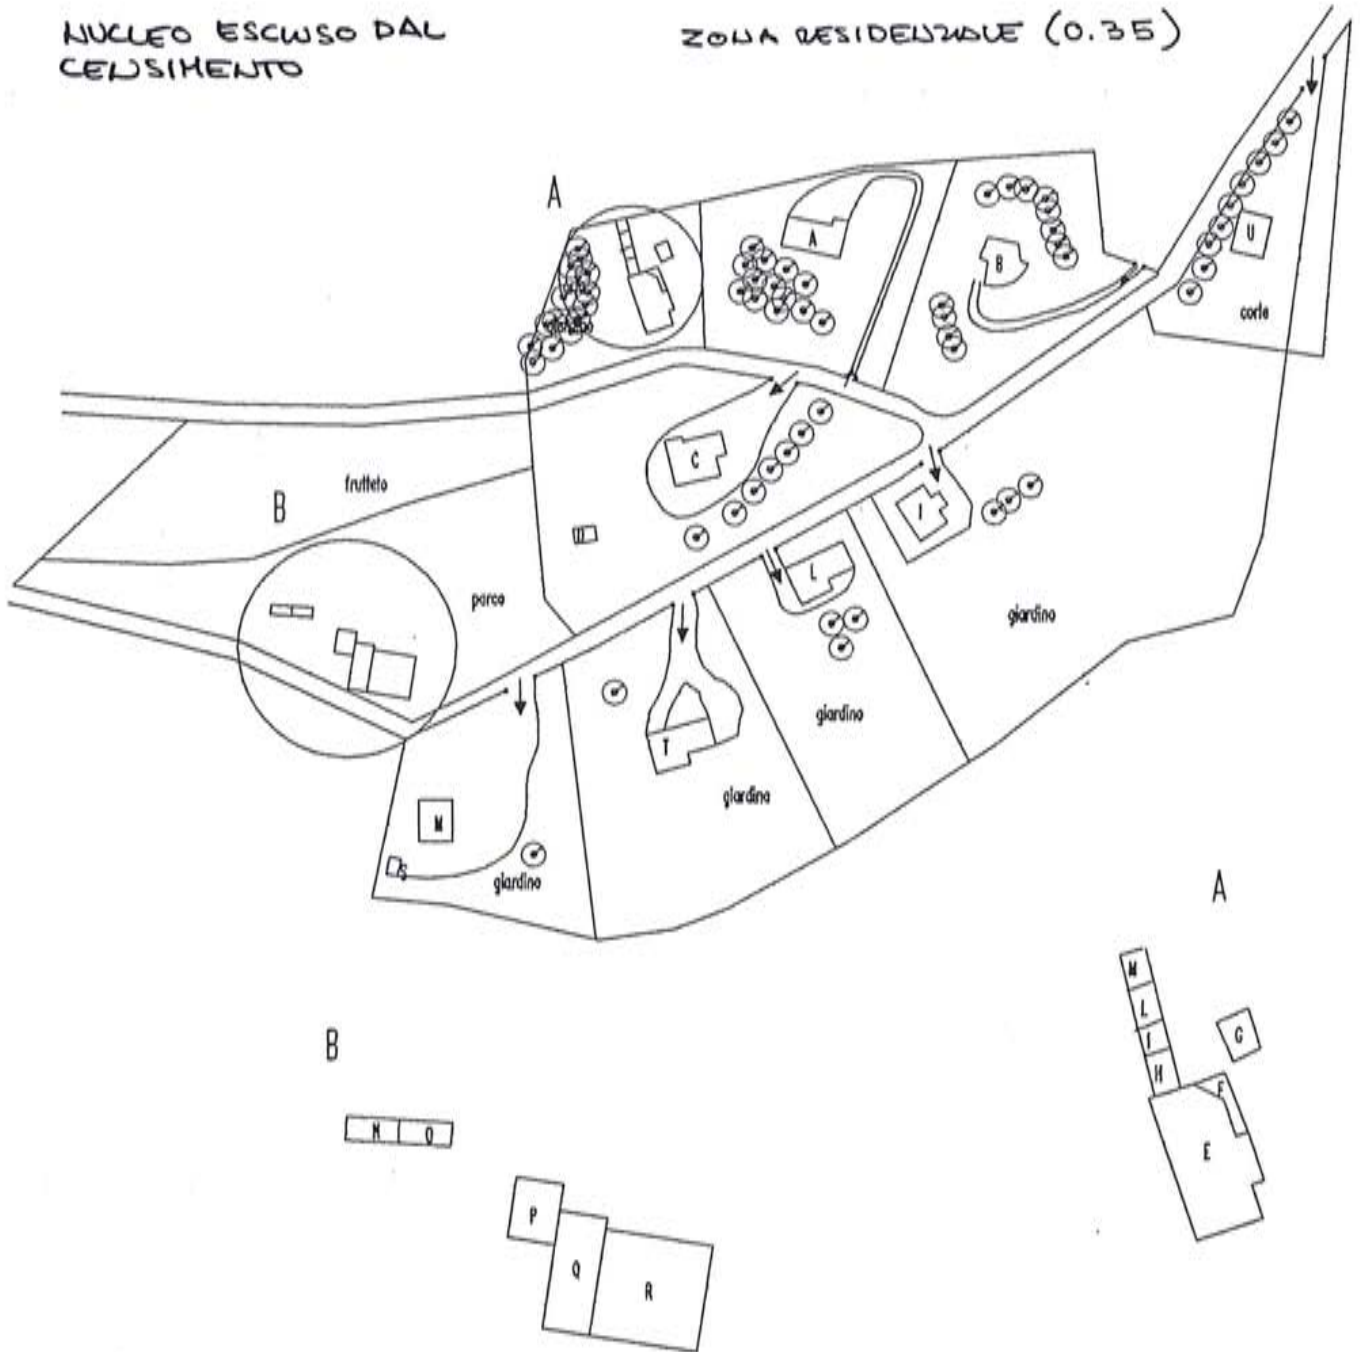 NUCLEO ESCLUSO DAL
CENSIMENTO
ZONA RESIDENZIALE (0.35)
A
A
B
U
corte
C
frutteto
B
D
I
L
parco
giardino
giardino
T
giardino
M
S
giardino
A
M
L
I
H
G
F
E
B
N O
P
Q
R